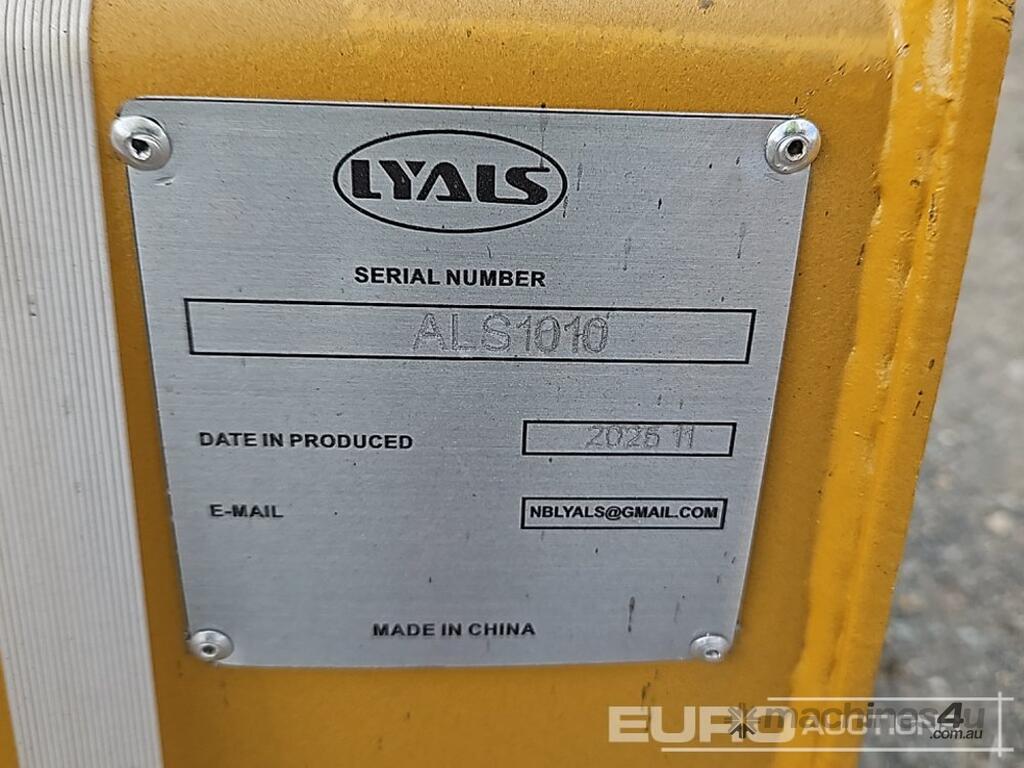 LYALS
SERIAL NUMBER
ALS1010
DATE IN PRODUCED
2025 11
E-MAIL
NBLYALS@GMAIL.COM
MADE IN CHINA
EURO AUCTIONS
machines4u
.com.au